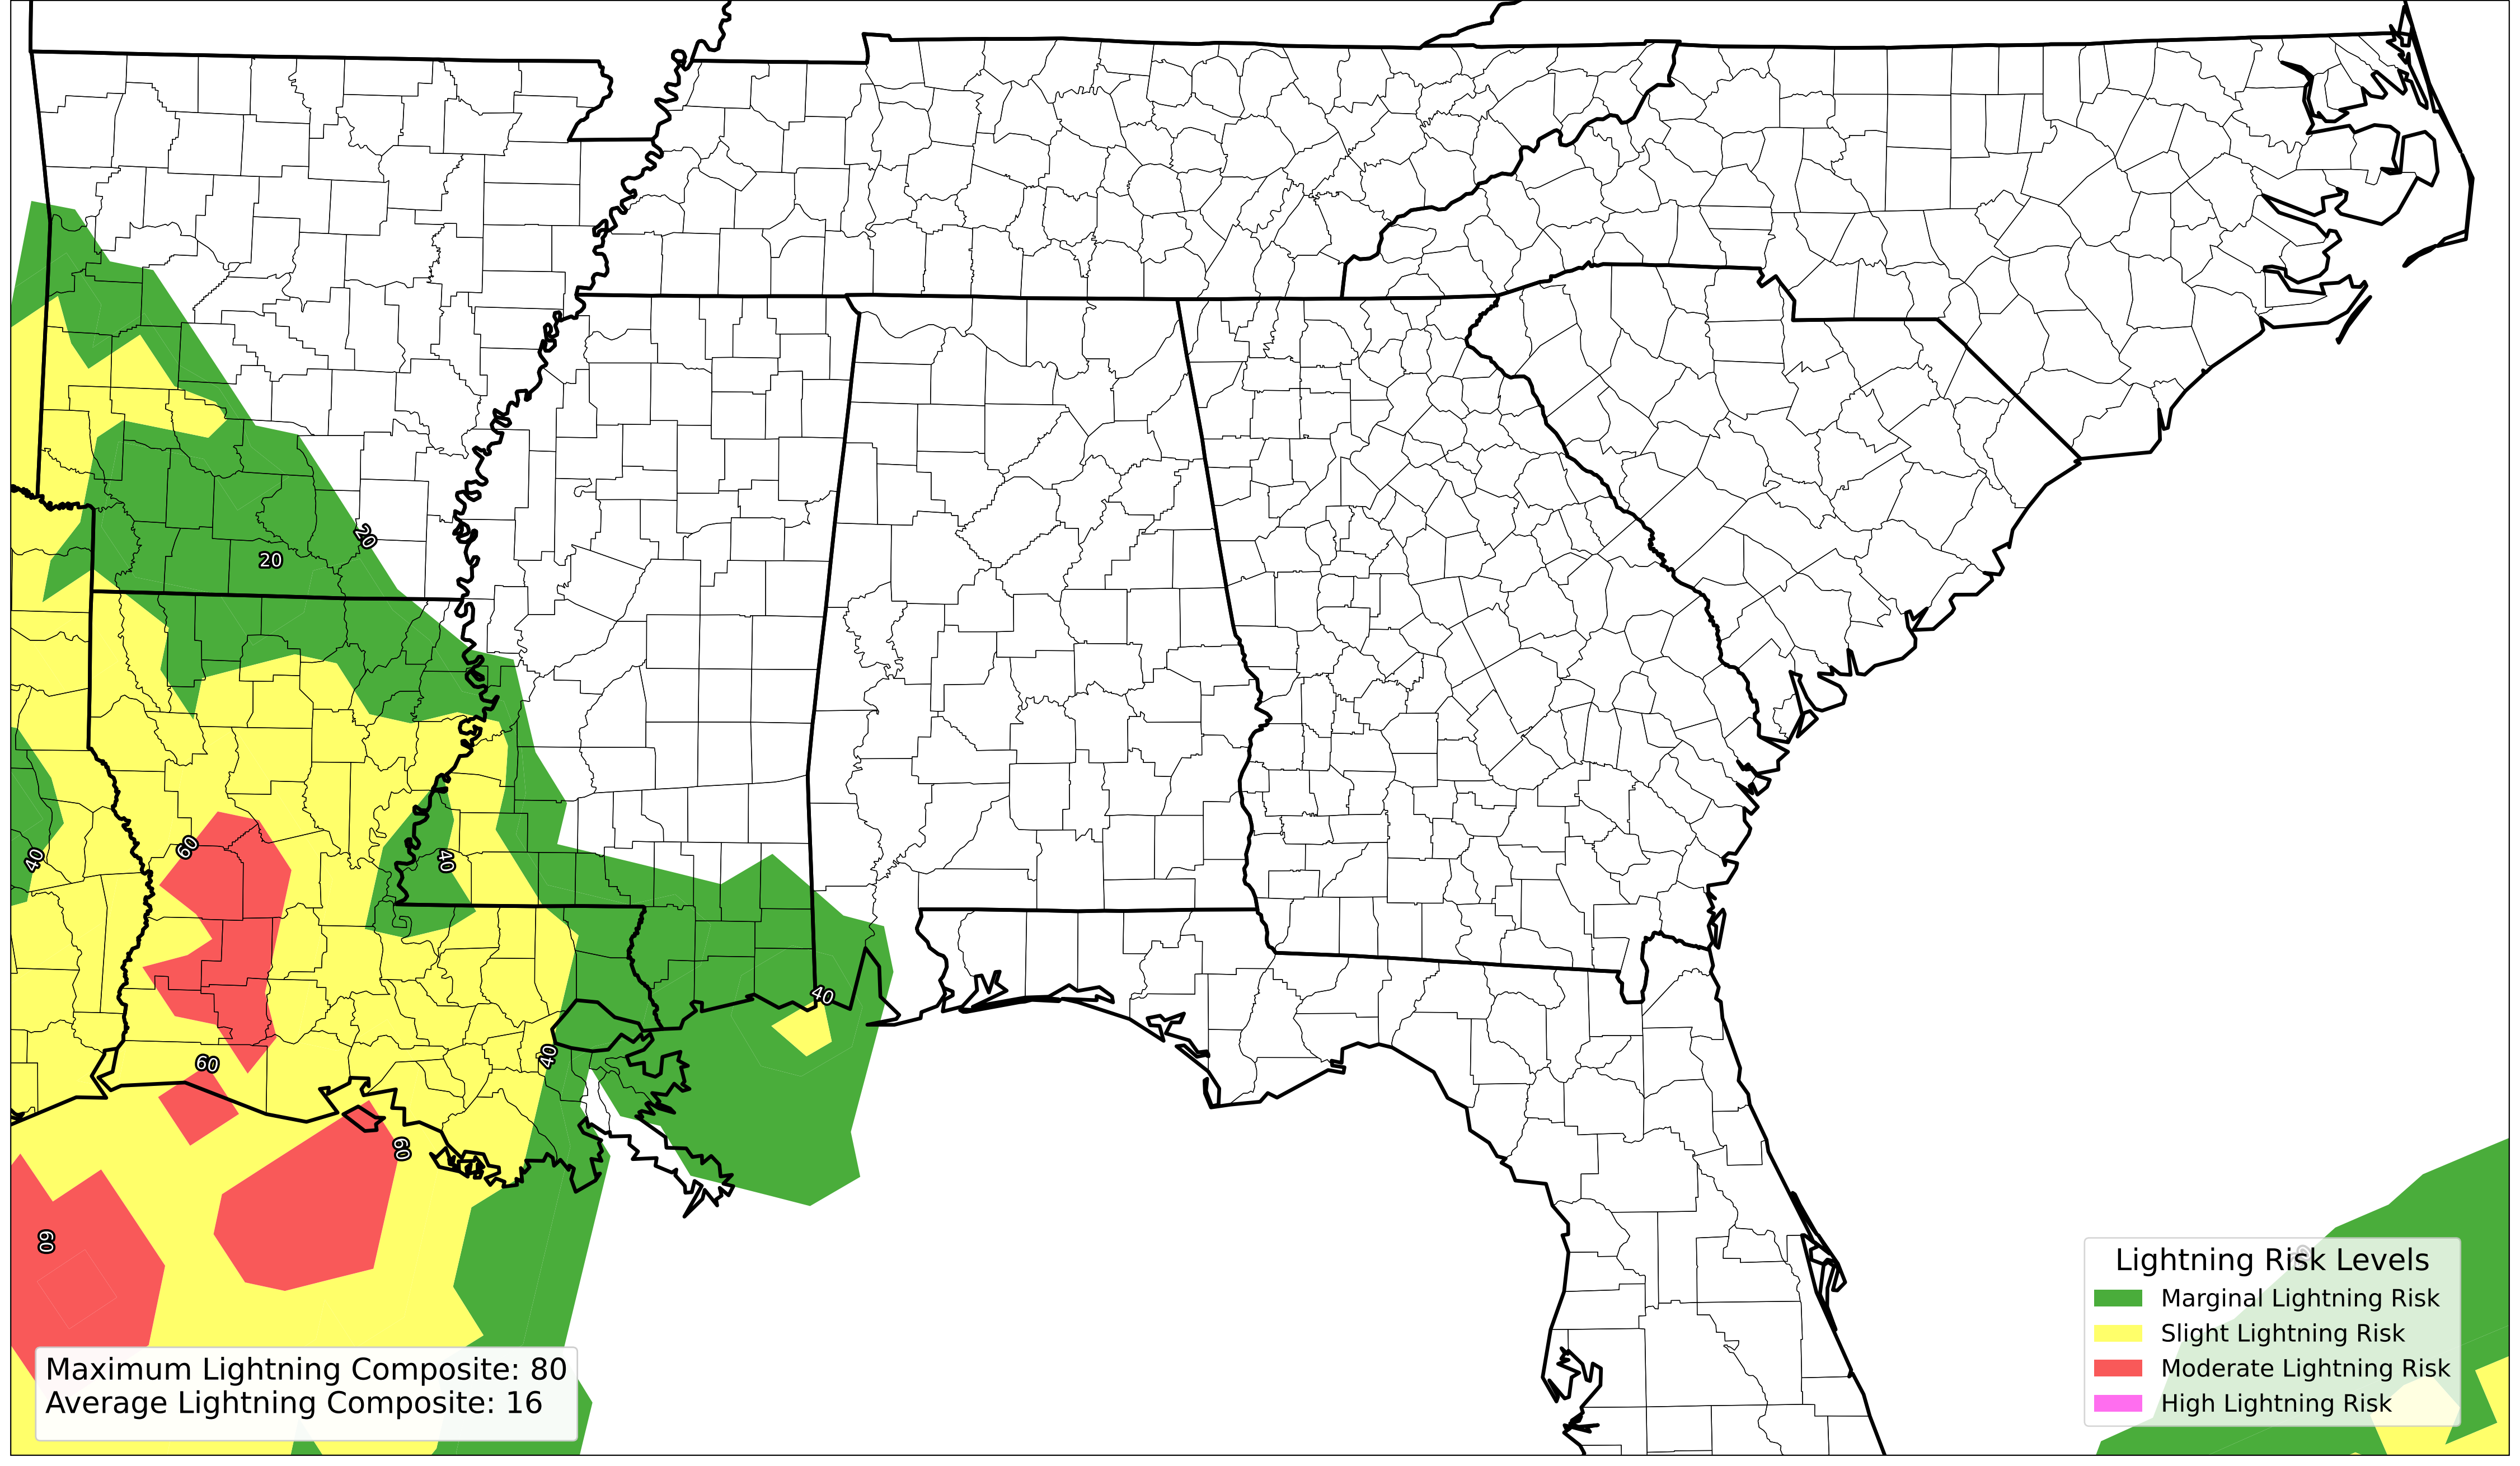 20
20
40
60
40
40
60
40
60
60
Lightning Risk Levels
Marginal Lightning Risk
Slight Lightning Risk
Moderate Lightning Risk
High Lightning Risk
Maximum Lightning Composite: 80
Average Lightning Composite: 16